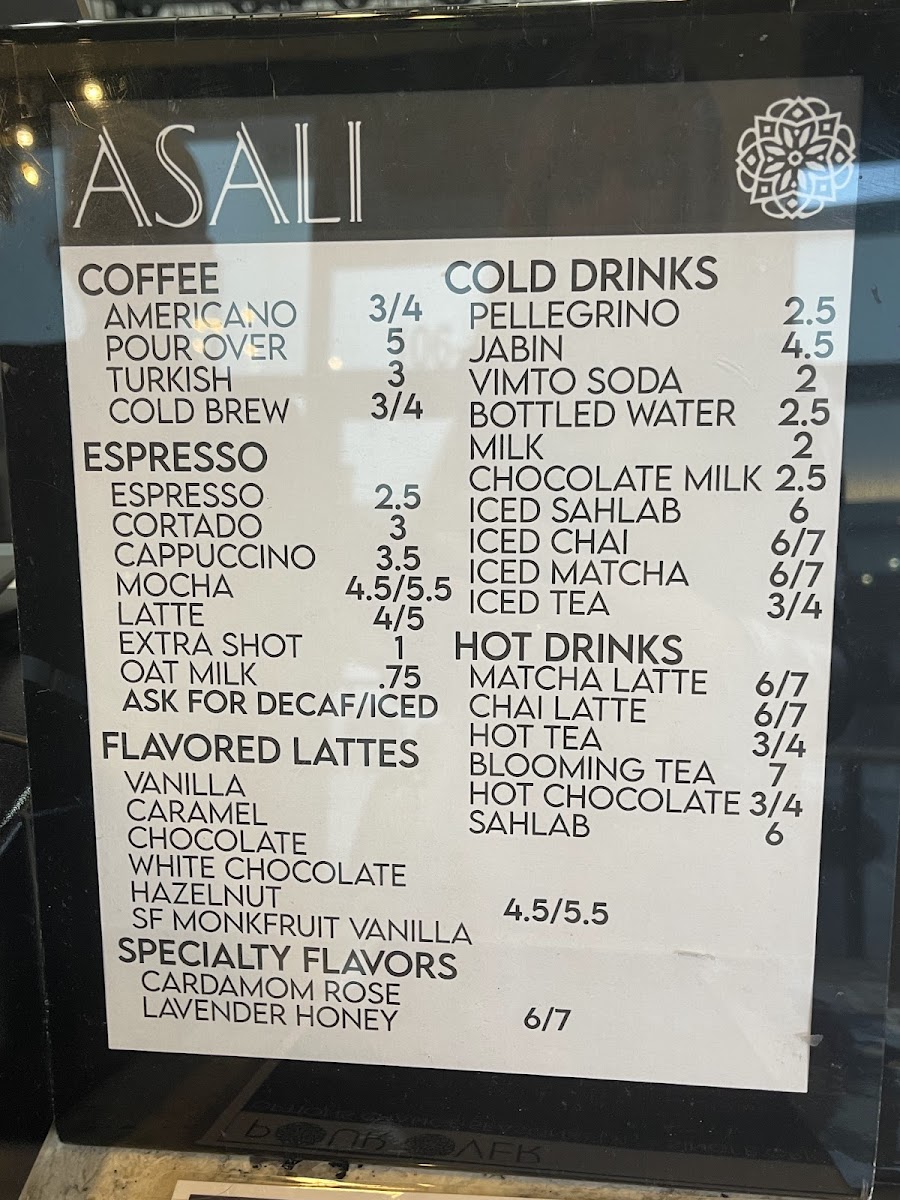 ASALI
COFFEE
AMERICANO 3/4
POUR OVER 5
TURKISH 3
COLD BREW 3/4
ESPRESSO
ESPRESSO 2.5
CORTADO 3
CAPPUCCINO 3.5
MOCHA 4.5/5.5
LATTE 4/5
EXTRA SHOT 1
OAT MILK .75
ASK FOR DECAF/ICED
FLAVORED LATTES
VANILLA
CARAMEL
CHOCOLATE
WHITE CHOCOLATE
HAZELNUT
SF MONKFRUIT VANILLA 4.5/5.5
SPECIALTY FLAVORS
CARDAMOM ROSE
LAVENDER HONEY 6/7
COLD DRINKS
PELLEGRINO 2.5
JABIN 4.5
VIMTO SODA 2
BOTTLED WATER 2.5
MILK 2
CHOCOLATE MILK 2.5
ICED SAHLAB 6
ICED CHAI 6/7
ICED MATCHA 6/7
ICED TEA 3/4
HOT DRINKS
MATCHA LATTE 6/7
CHAI LATTE 6/7
HOT TEA 3/4
BLOOMING TEA 7
HOT CHOCOLATE 3/4
SAHLAB 6
POUR OVER